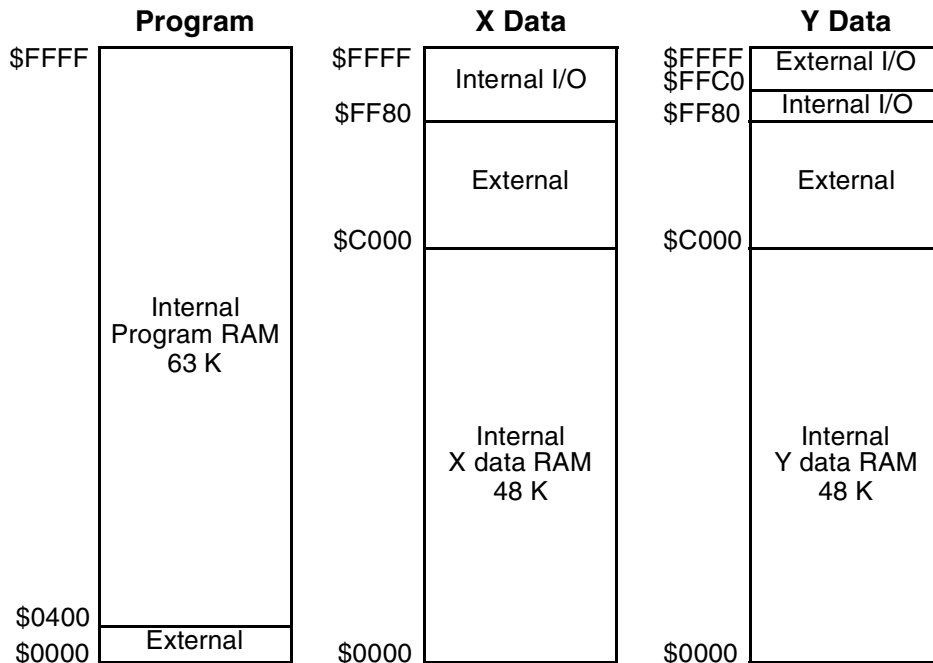 Program
$FFFF
Internal
Program RAM
63 K
$0400
External
$0000
X Data
$FFFF
Internal I/O
$FF80
External
$C000
Internal
X data RAM
48 K
$0000
Y Data
$FFFF
External I/O
$FFC0
Internal I/O
$FF80
External
$C000
Internal
Y data RAM
48 K
$0000